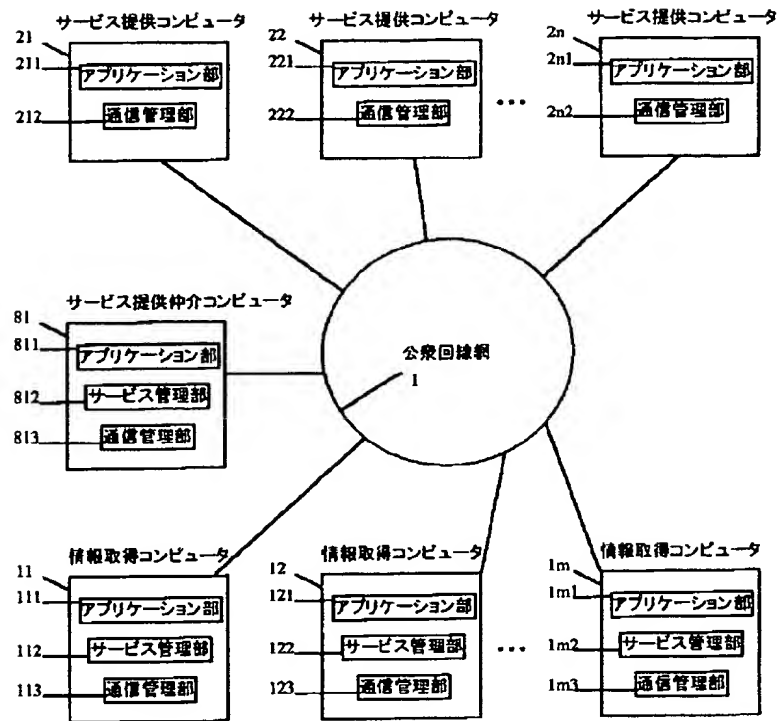 サービス提供コンピュータ
サービス提供コンピュータ
サービス提供コンピュータ
21
211
アプリケーション部
212
通信管理部
22
221
アプリケーション部
222
通信管理部
...
2n
2n1
アプリケーション部
2n2
通信管理部
サービス提供仲介コンピュータ
81
811
アプリケーション部
812
サービス管理部
813
通信管理部
公衆回線網
1
情報取得コンピュータ
情報取得コンピュータ
情報取得コンピュータ
11
111
アプリケーション部
112
サービス管理部
113
通信管理部
12
121
アプリケーション部
122
サービス管理部
123
通信管理部
...
1m
1m1
アプリケーション部
1m2
サービス管理部
1m3
通信管理部